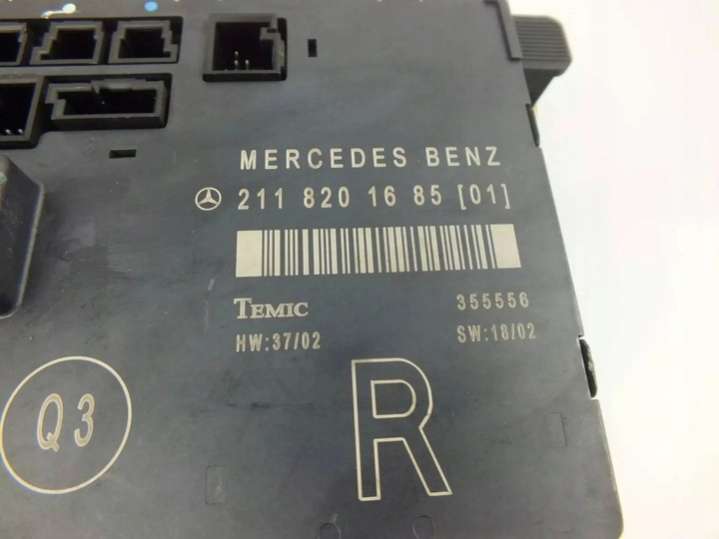 MERCEDES BENZ
211 820 16 85 [01]
TEMIC 355556
HW:37/02 SW:18/02
Q3
R